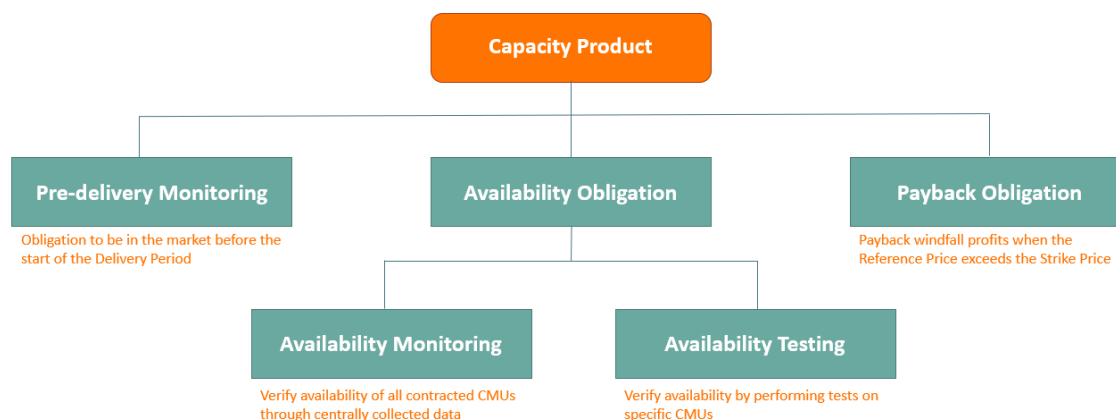 Capacity Product
Pre-delivery Monitoring
Obligation to be in the market before the
start of the Delivery Period
Availability Obligation
Payback Obligation
Payback windfall profits when the
Reference Price exceeds the Strike Price
Availability Monitoring
Verify availability of all contracted CMUs
through centrally collected data
Availability Testing
Verify availability by performing tests on
specific CMUs